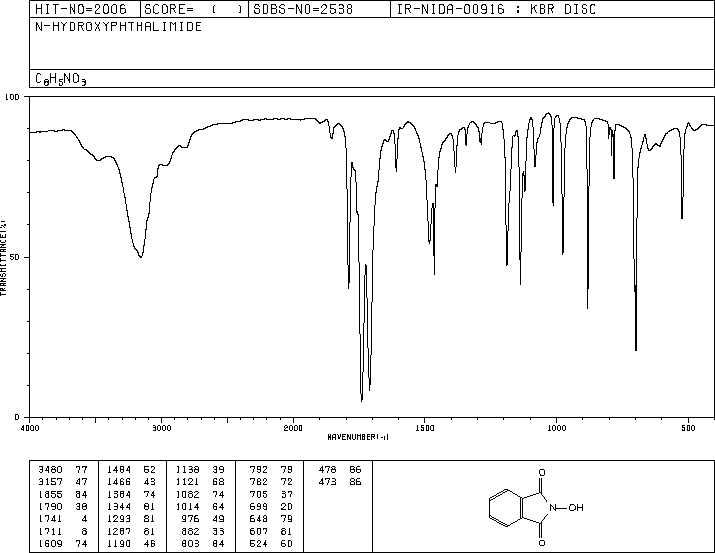 HIT-NO=2006 SCORE= ( ) SDBS-NO=2538 IR-NIDA-00916 : KBR DISC
N-HYDROXYPHTHALIMIDE
C8H5NO3
100
50
0
TRANSMITTANCE(%)
4000 3000 2000 1500 1000 500
WAVENUMBER(-1)
3480 77 1484 52 1138 39 792 79 478 86
3157 47 1466 43 1121 68 782 72 473 86
1855 84 1384 74 1082 74 705 37
1790 38 1344 81 1014 64 699 20
1741 4 1293 81 976 49 648 79
1711 8 1287 81 882 33 607 81
1609 74 1190 46 803 84 524 60
O
N—OH
O